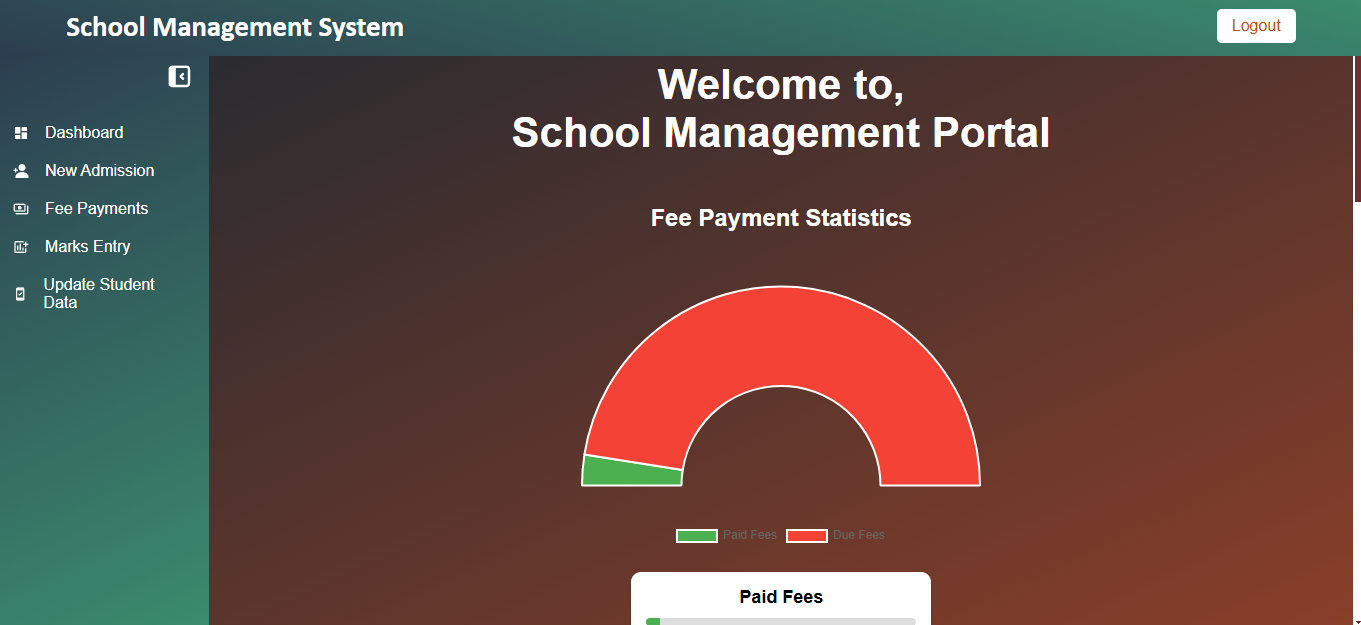 School Management System
Logout
Dashboard
New Admission
Fee Payments
Marks Entry
Update Student
Data
Welcome to,
School Management Portal
Fee Payment Statistics
Paid Fees
Due Fees
Paid Fees